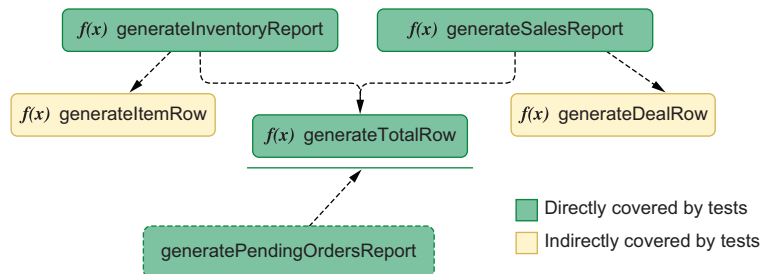 f(x) generateInventoryReport
f(x) generateSalesReport
f(x) generateItemRow
f(x) generateTotalRow
f(x) generateDealRow
generatePendingOrdersReport
Directly covered by tests
Indirectly covered by tests